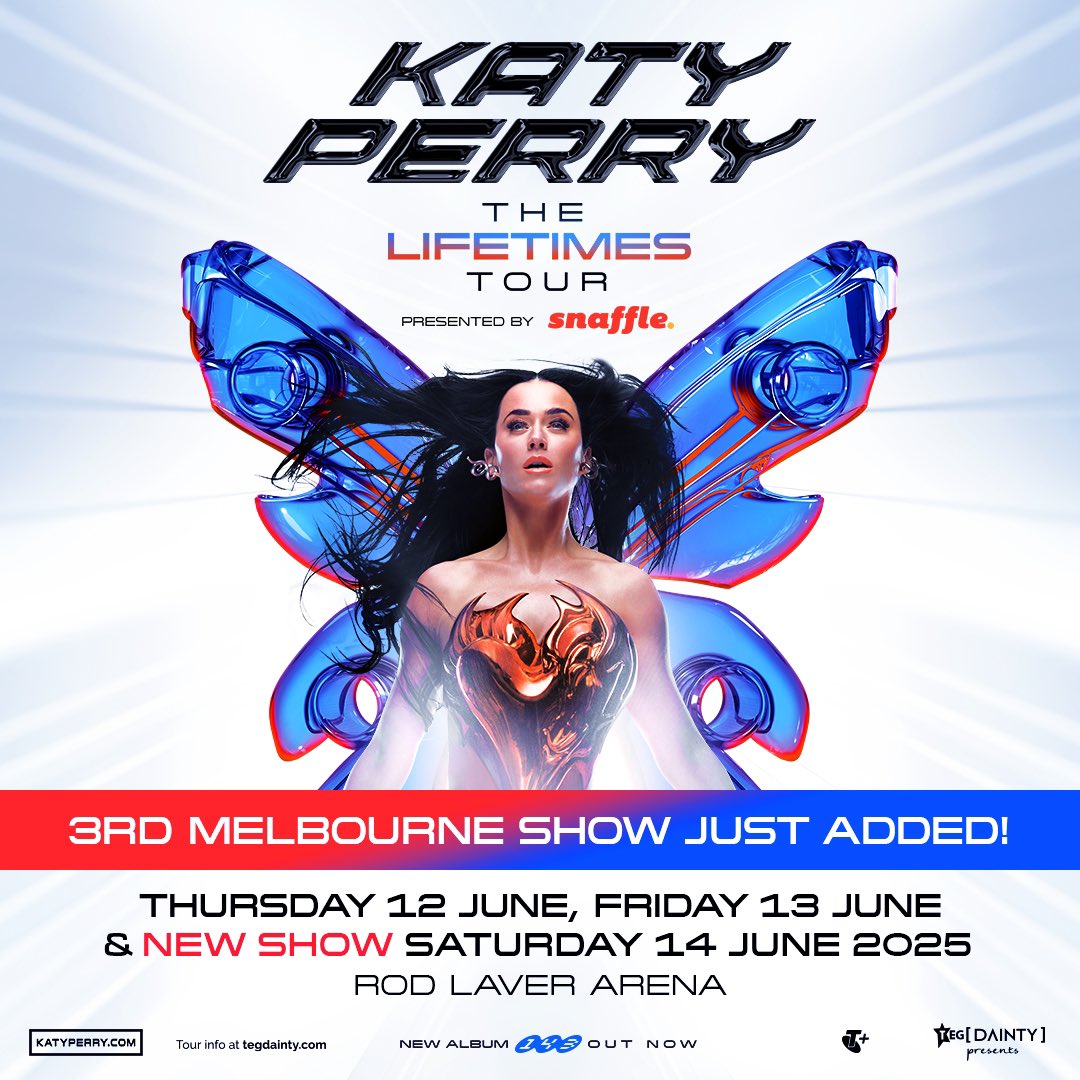 KATY
PERRY
THE
LIFETIMES
TOUR
PRESENTED BY snaffle.
3RD MELBOURNE SHOW JUST ADDED!
THURSDAY 12 JUNE, FRIDAY 13 JUNE
& NEW SHOW SATURDAY 14 JUNE 2025
ROD LAVER ARENA
KATYPERRY.COM
Tour info at tegdainty.com
NEW ALBUM 143 OUT NOW
T+
TEG[DAINTY]
presents